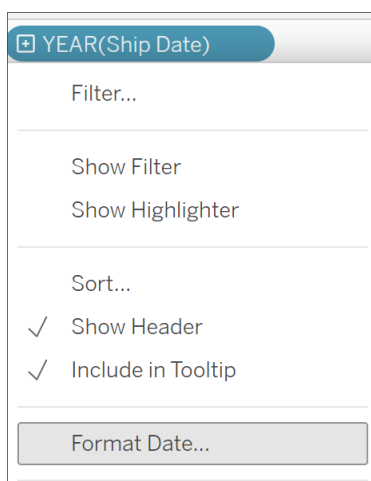 YEAR(Ship Date)
Filter...
Show Filter
Show Highlighter
Sort...
Show Header
Include in Tooltip
Format Date...